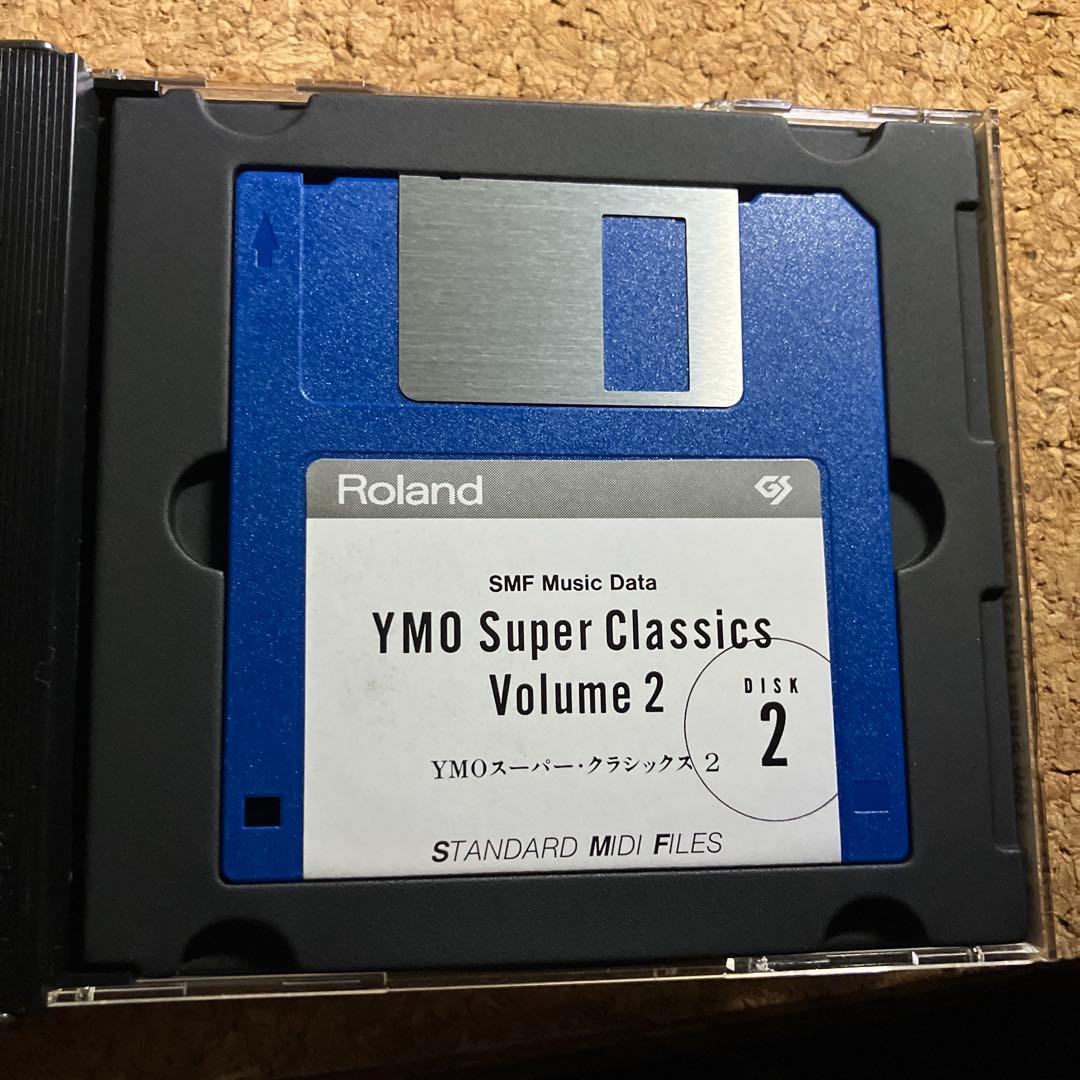 Roland GS
SMF Music Data
YMO Super Classics
Volume 2
DISK
2
YMOスーパー・クラシックス 2
STANDARD MIDI FILES